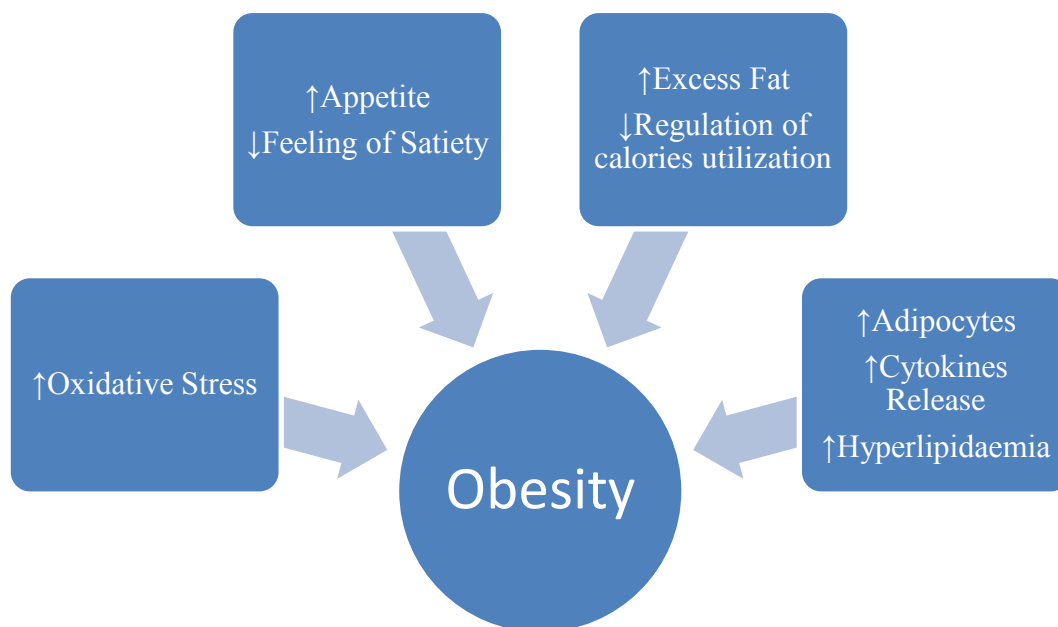 ↑Appetite
↓Feeling of Satiety
↑Excess Fat
↓Regulation of
calories utilization
↑Oxidative Stress
↑Adipocytes
↑Cytokines
Release
↑Hyperlipidaemia
Obesity